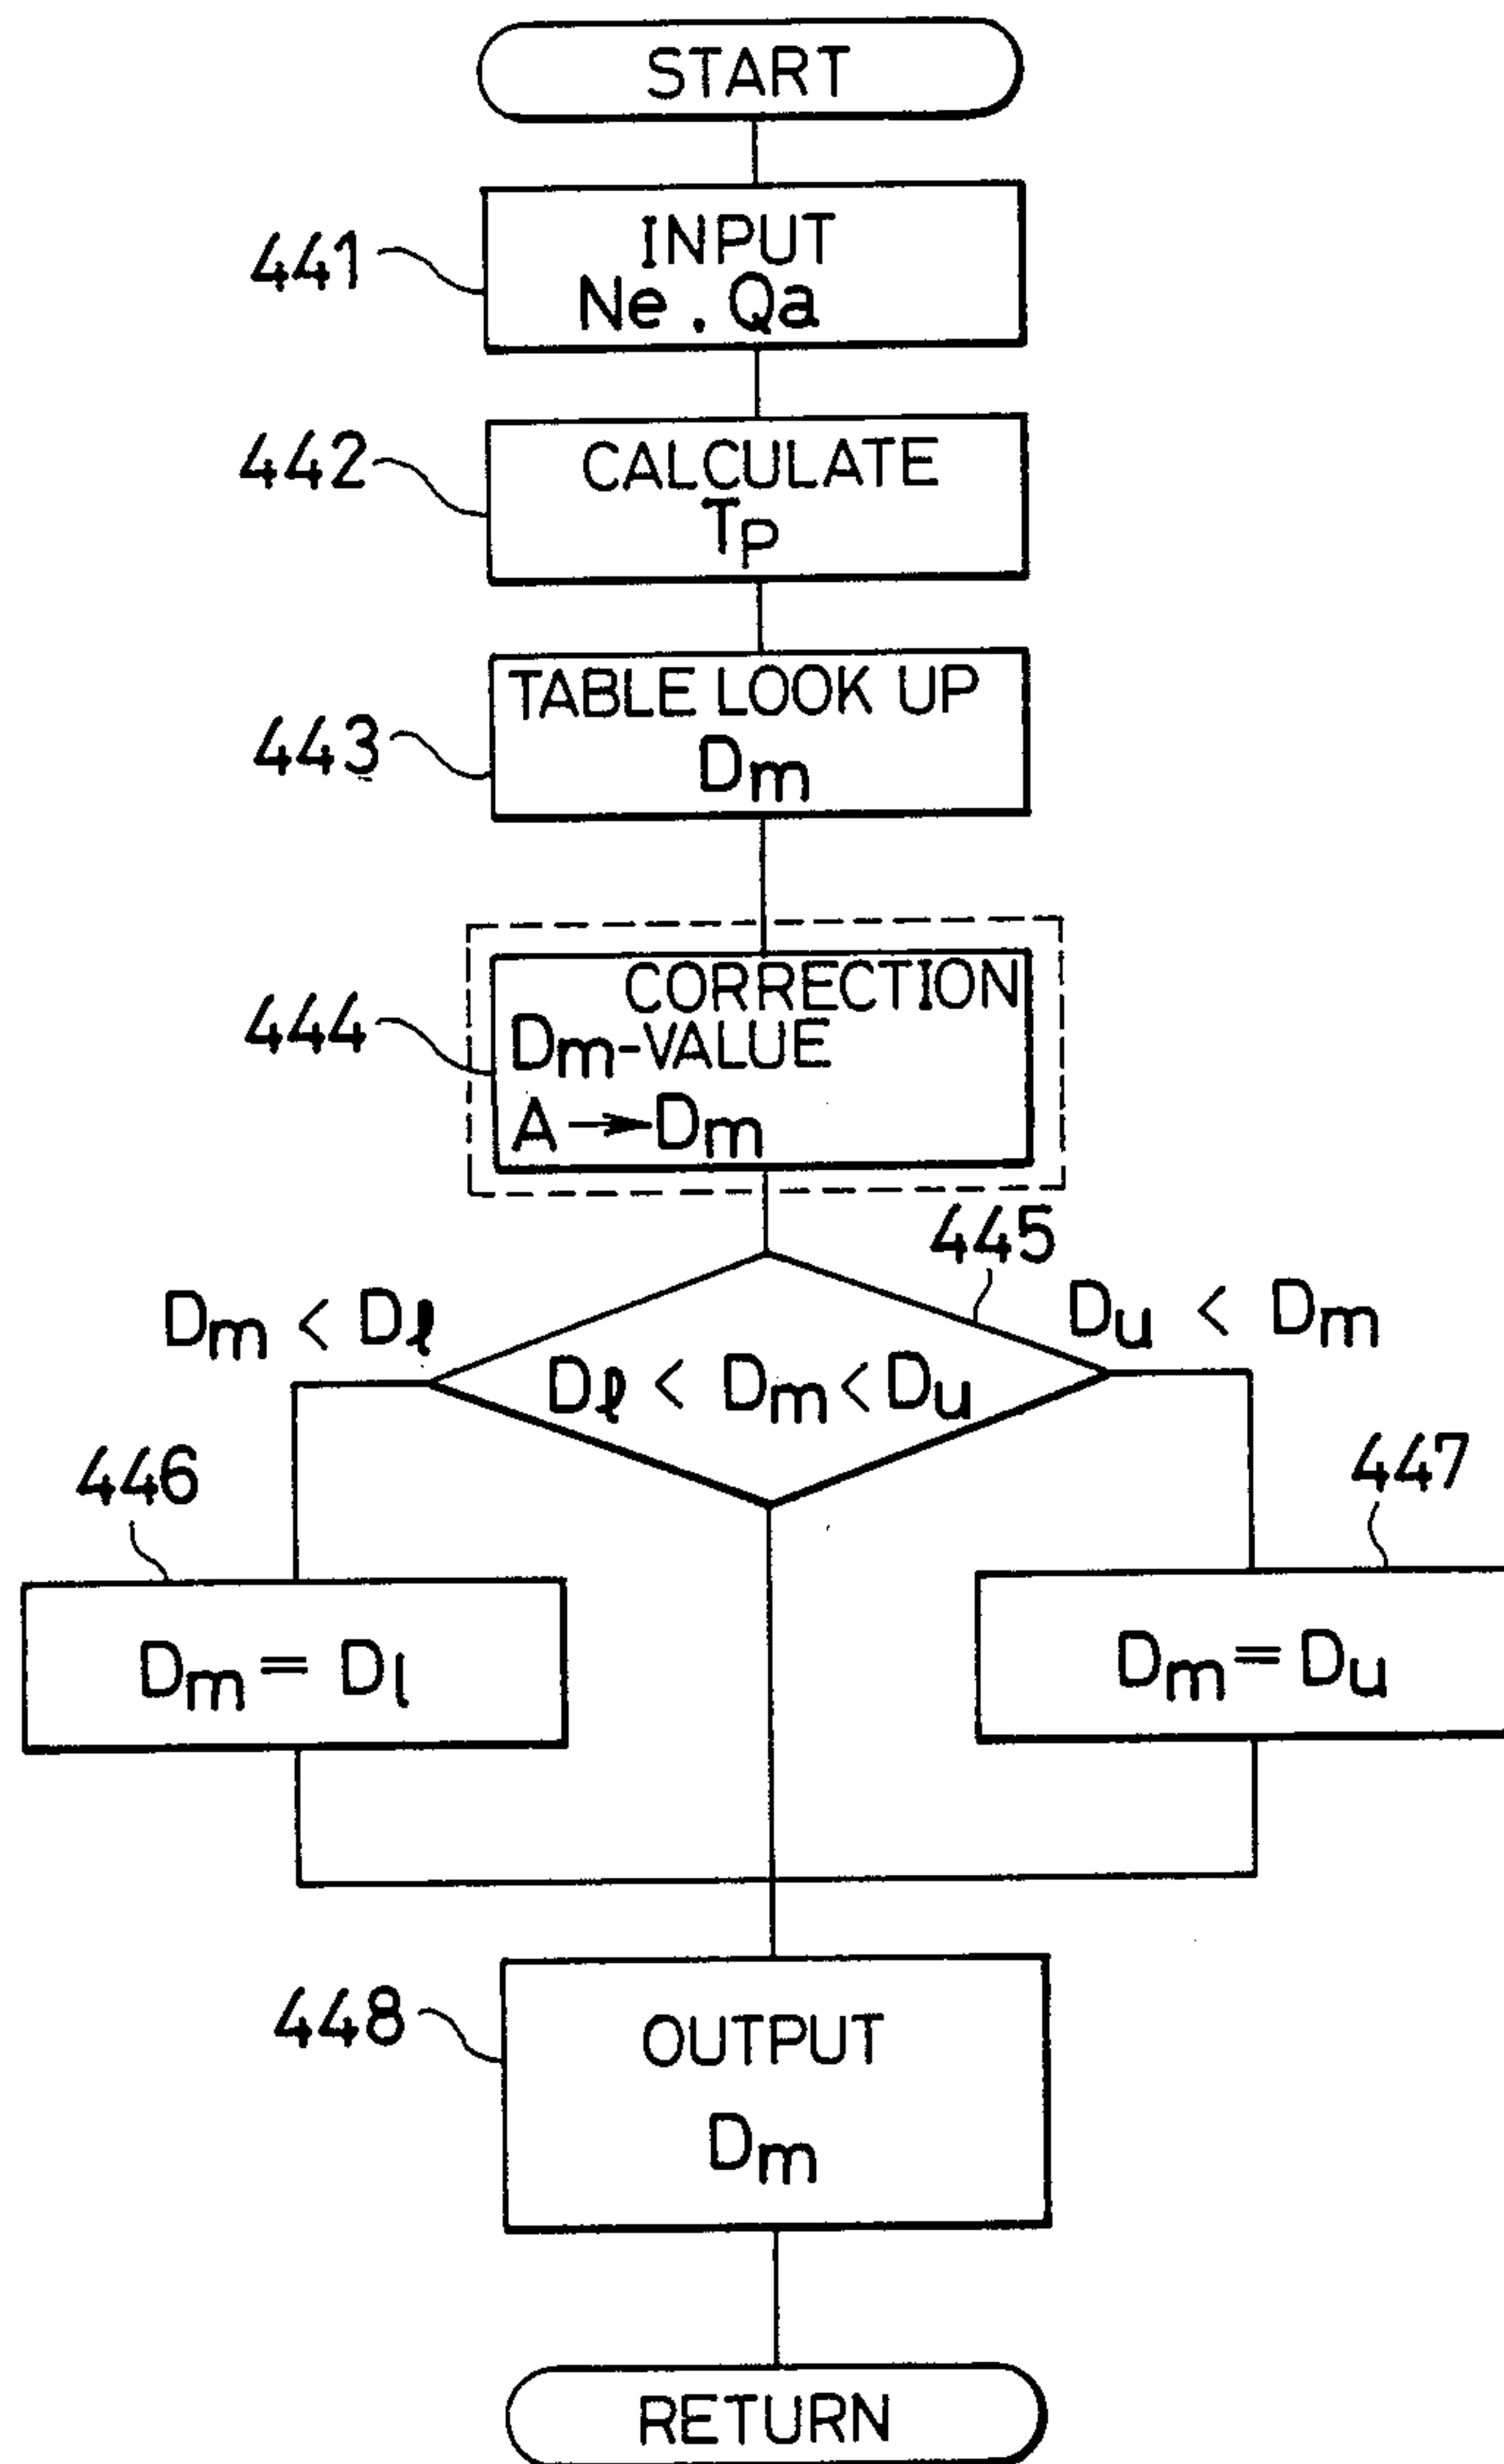 START
441
INPUT
Ne . Qa
442
CALCULATE
Tp
443
TABLE LOOK UP
Dm
444
CORRECTION
Dm-VALUE
A → Dm
445
Dm < Dℓ
Dℓ < Dm < Du
Du < Dm
446
447
Dm = Dl
Dm = Du
448
OUTPUT
Dm
RETURN